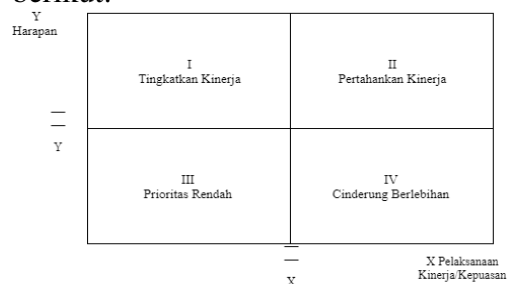 berikut.
Y
Harapan
I
Tingkatkan Kinerja
II
Pertahankan Kinerja
Y
III
Prioritas Rendah
IV
Cinderung Berlebihan
X
X Pelaksanaan
Kinerja/Kepuasan